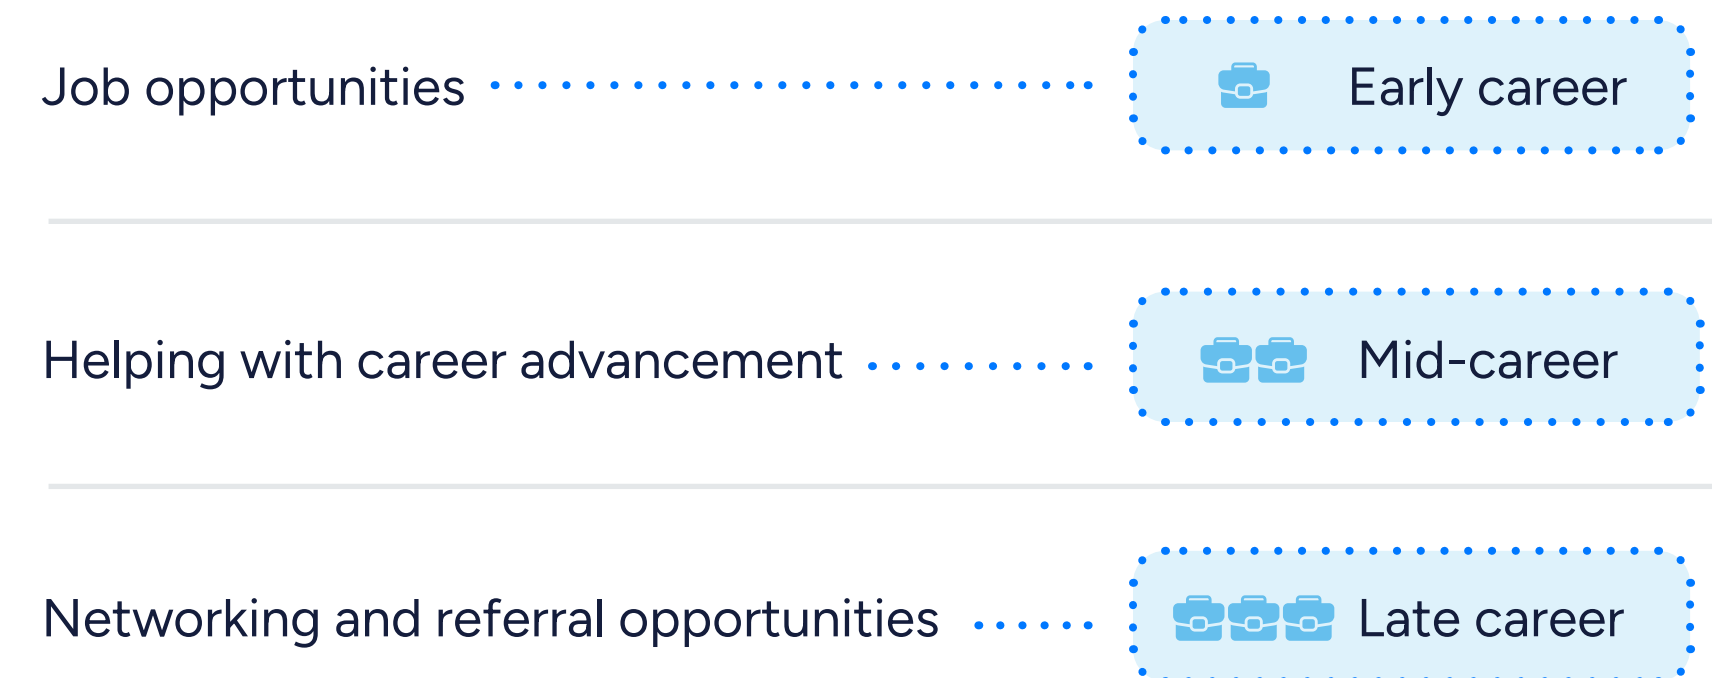 Job opportunities Early career
Helping with career advancement Mid-career
Networking and referral opportunities Late career